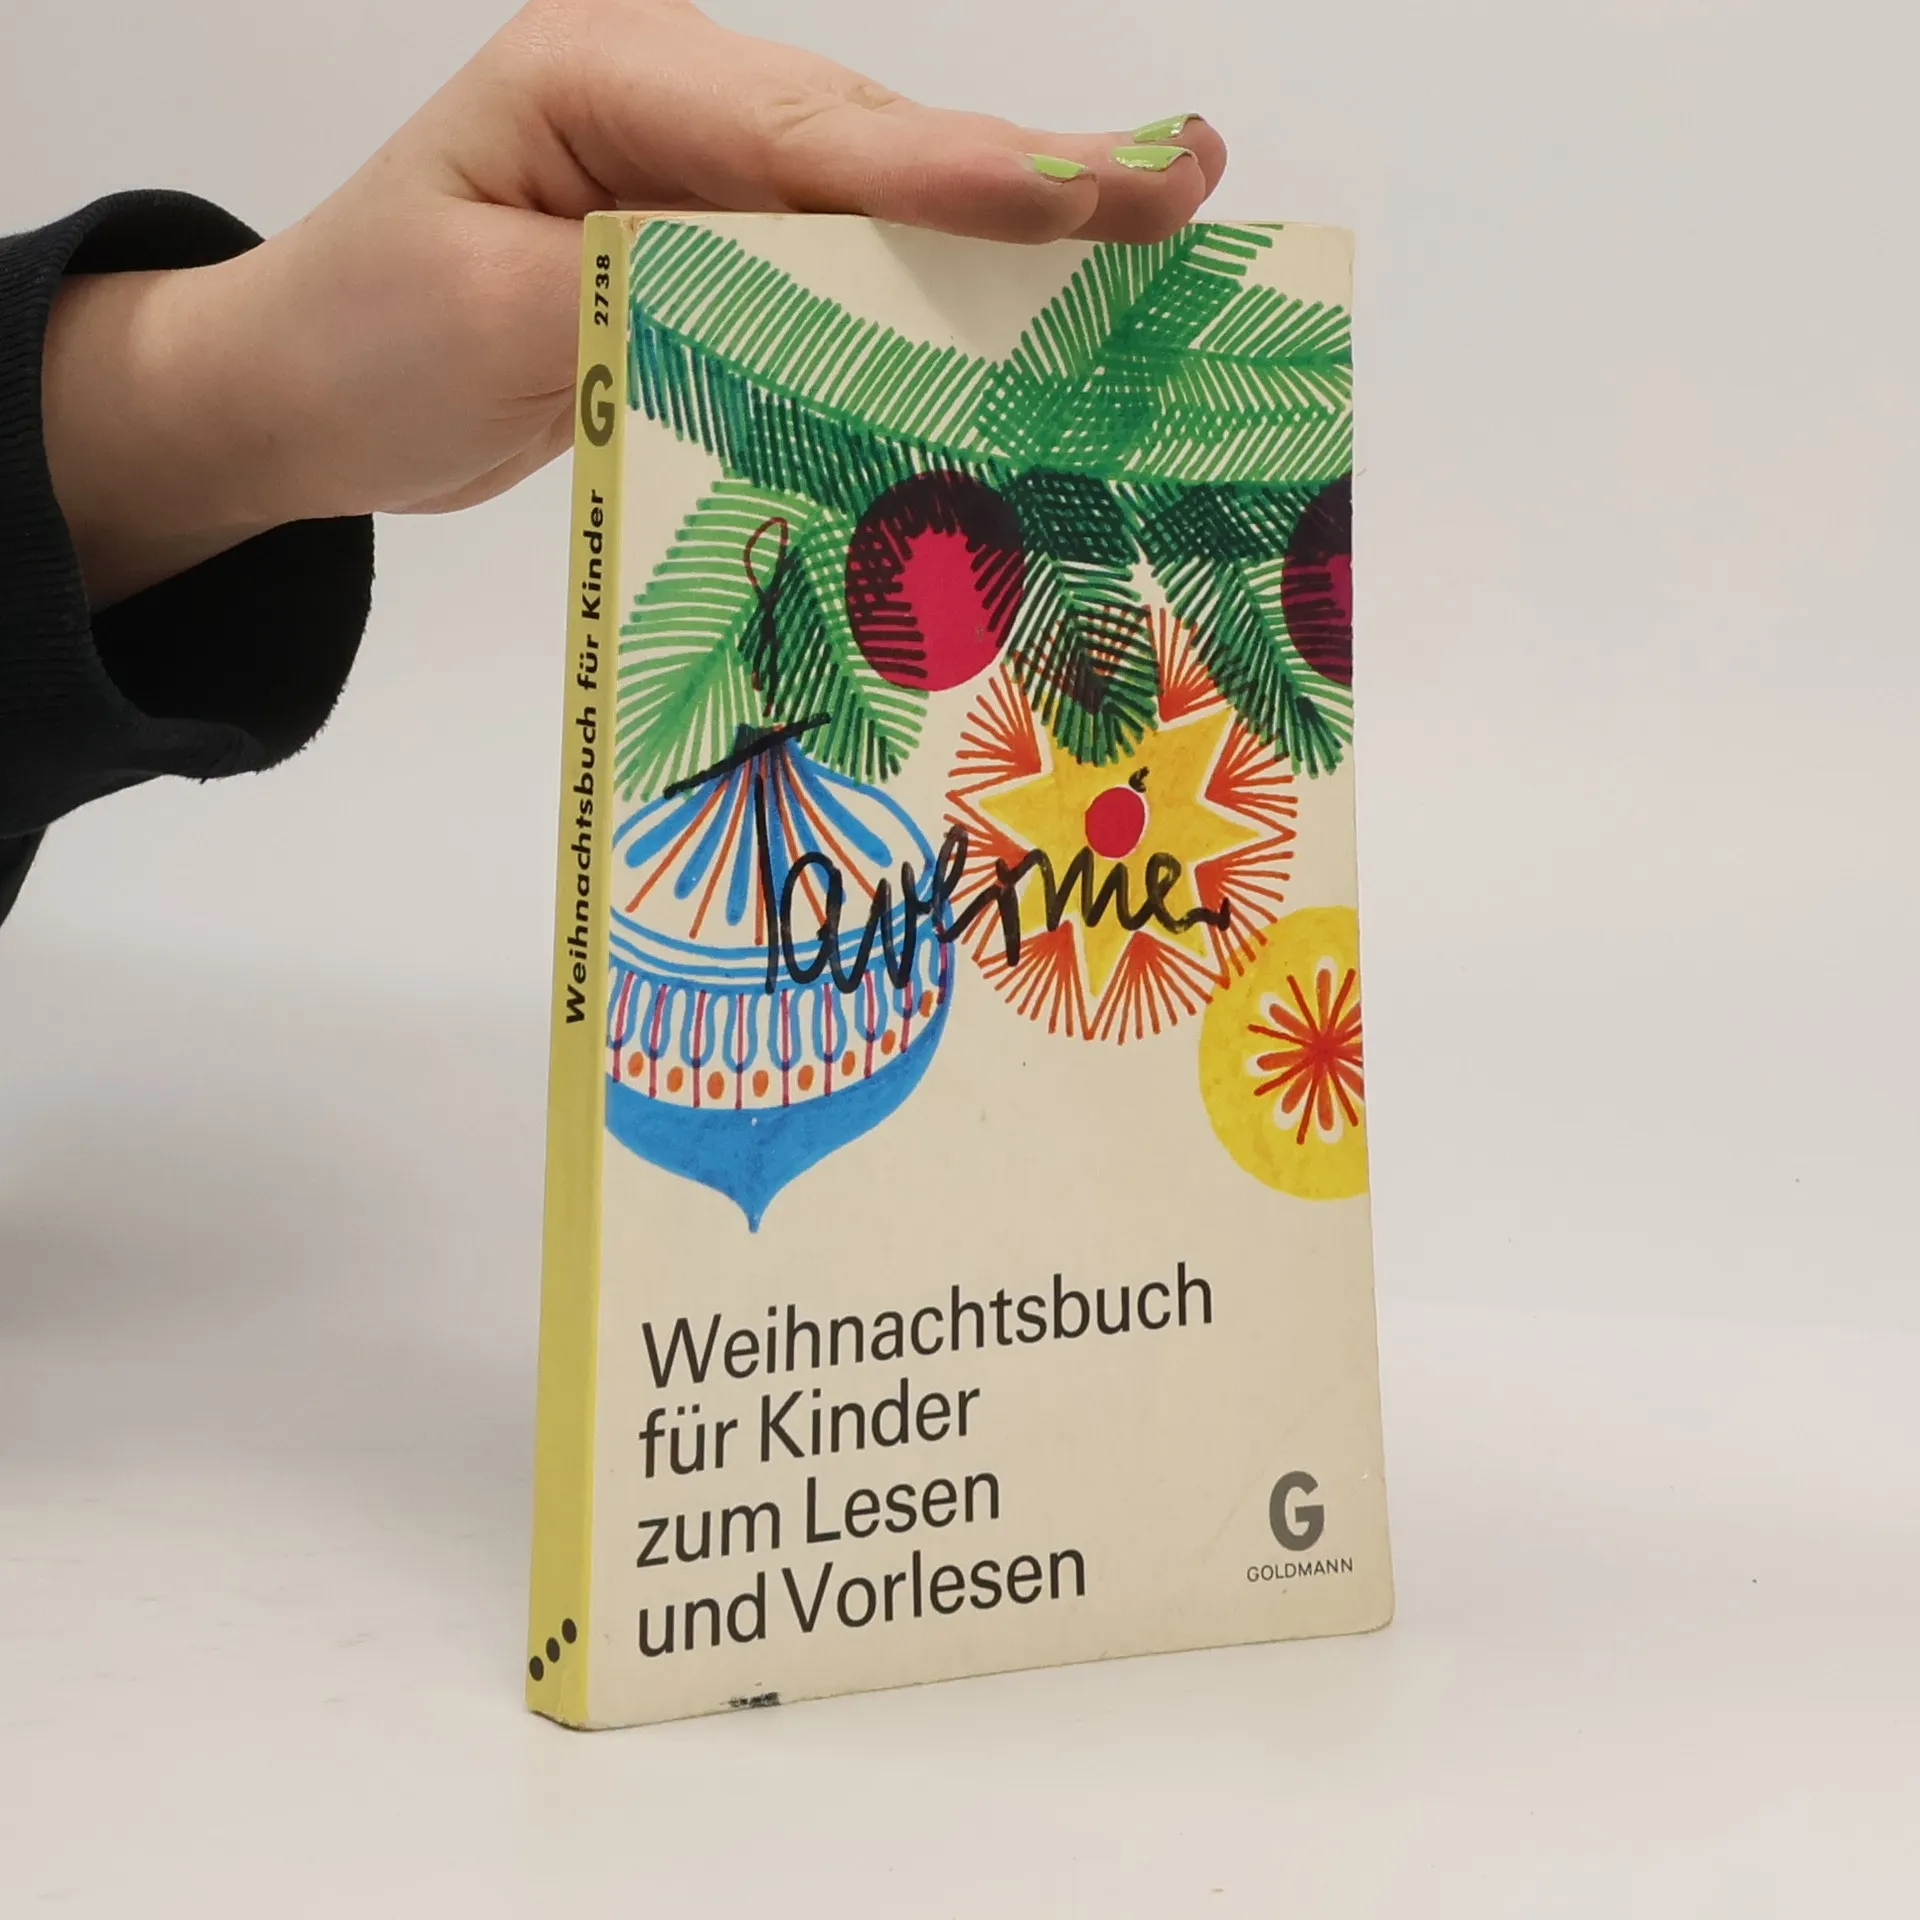 2738
G
Weihnachtsbuch für Kinder
Weihnachtsbuch
für Kinder
zum Lesen
und Vorlesen
G
GOLDMANN